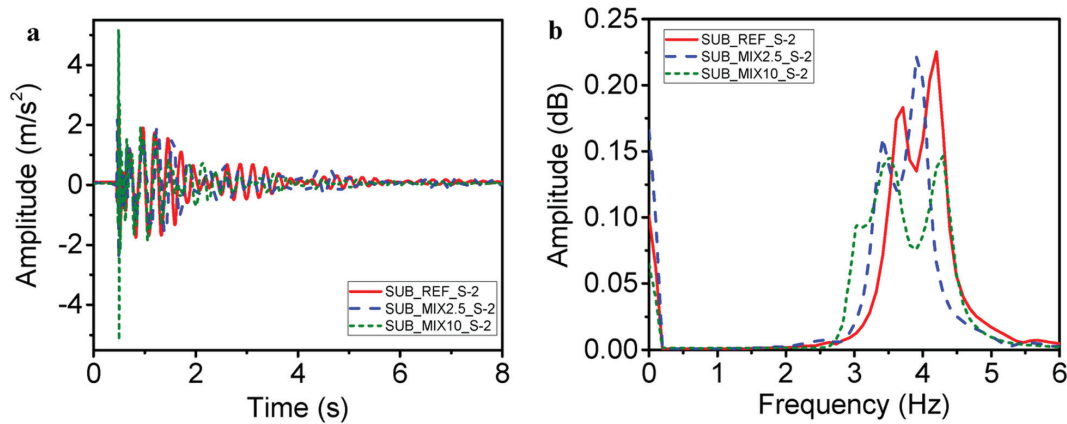 a
Amplitude (m/s²)
4
2
0
-2
-4
0 2 4 6 8
Time (s)
SUB_REF_S-2
SUB_MIX2.5_S-2
SUB_MIX10_S-2
b
Amplitude (dB)
0.25
0.20
0.15
0.10
0.05
0.00
0 1 2 3 4 5 6
Frequency (Hz)
SUB_REF_S-2
SUB_MIX2.5_S-2
SUB_MIX10_S-2